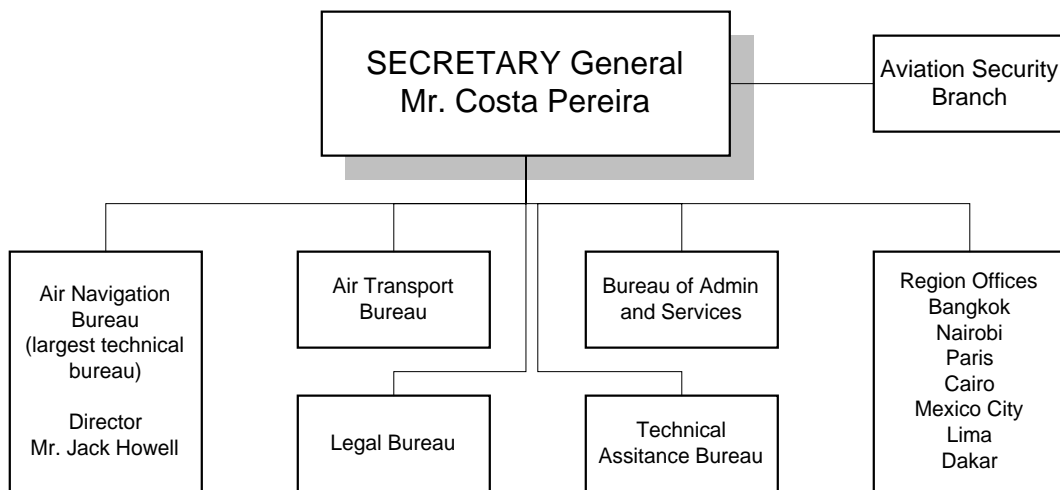 SECRETARY General
Mr. Costa Pereira
Aviation Security
Branch
Air Navigation
Bureau
(largest technical
bureau)
Director
Mr. Jack Howell
Air Transport
Bureau
Bureau of Admin
and Services
Region Offices
Bangkok
Nairobi
Paris
Cairo
Mexico City
Lima
Dakar
Legal Bureau
Technical
Assitance Bureau